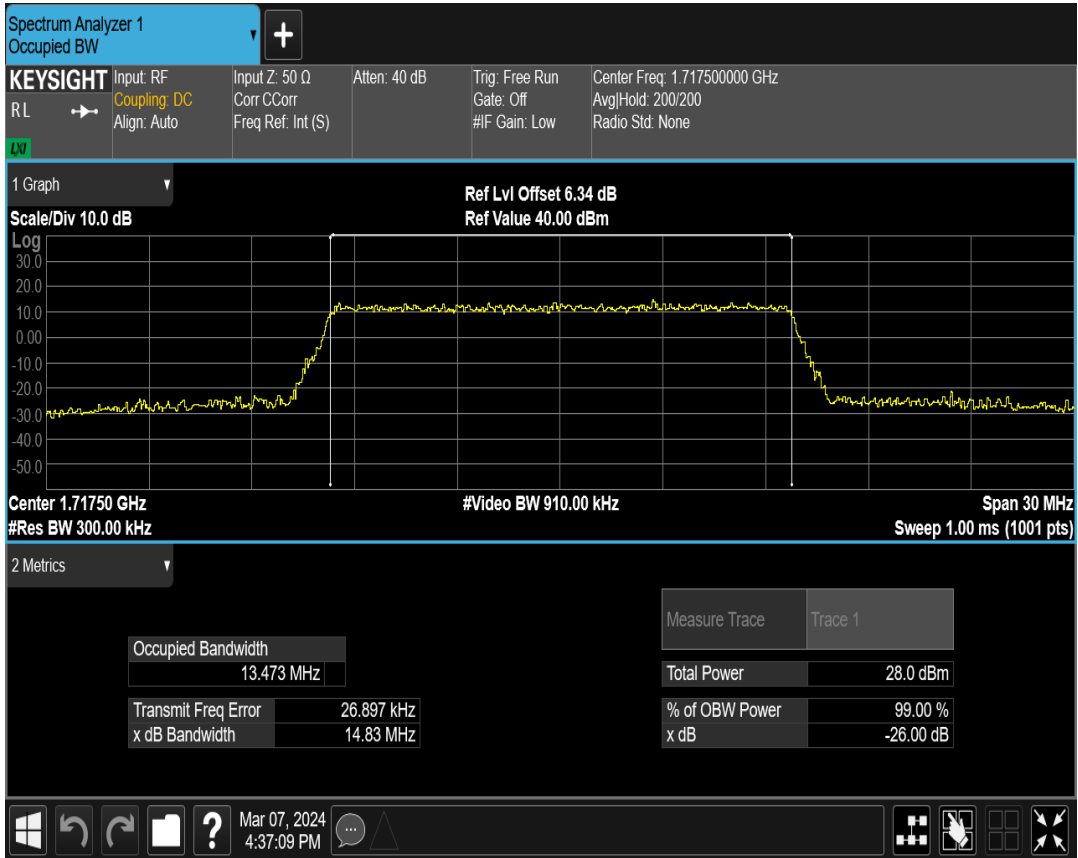 Spectrum Analyzer 1
Occupied BW
+
KEYSIGHT
RL
LXI
Input: RF
Coupling: DC
Align: Auto
Input Z: 50 Ω
Corr CCorr
Freq Ref: Int (S)
Atten: 40 dB
Trig: Free Run
Gate: Off
#IF Gain: Low
Center Freq: 1.717500000 GHz
Avg|Hold: 200/200
Radio Std: None
1 Graph
Scale/Div 10.0 dB
Ref Lvl Offset 6.34 dB
Ref Value 40.00 dBm
Log
30.0
20.0
10.0
0.00
-10.0
-20.0
-30.0
-40.0
-50.0
Center 1.71750 GHz
#Video BW 910.00 kHz
Span 30 MHz
#Res BW 300.00 kHz
Sweep 1.00 ms (1001 pts)
2 Metrics
Measure Trace Trace 1
Occupied Bandwidth
13.473 MHz
Total Power 28.0 dBm
Transmit Freq Error 26.897 kHz
% of OBW Power 99.00 %
x dB Bandwidth 14.83 MHz
x dB -26.00 dB
?
Mar 07, 2024
4:37:09 PM